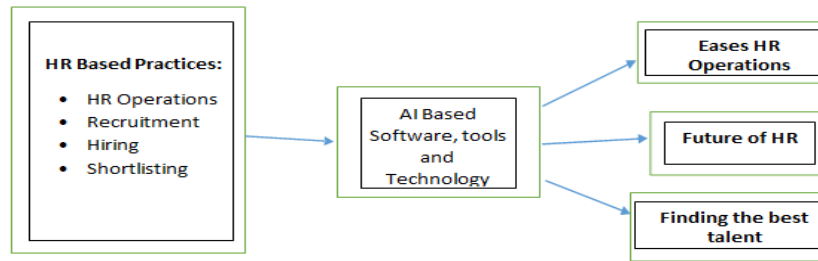 HR Based Practices:
• HR Operations
• Recruitment
• Hiring
• Shortlisting
AI Based
Software, tools
and
Technology
Eases HR
Operations
Future of HR
Finding the best
talent